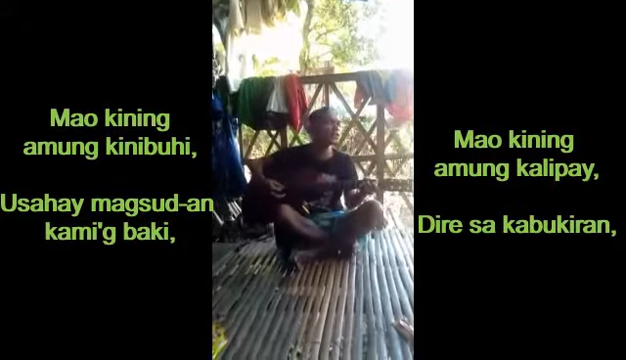 Mao kining
amung kinibuhi,
Usahay magsud-an
kami'g baki,
Mao kining
amung kalipay,
Dire sa kabukiran,